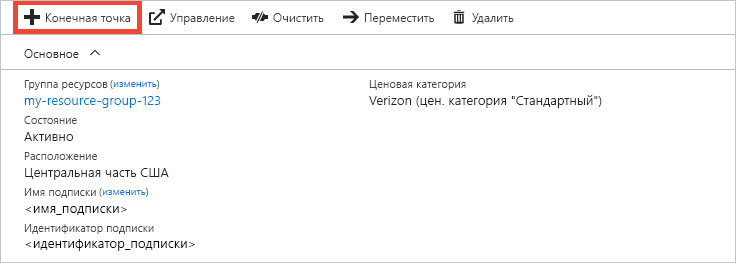 Конечная точка Управление Очистить Переместить Удалить
Основное
Группа ресурсов (изменить)
my-resource-group-123
Состояние
Активно
Расположение
Центральная часть США
Имя подписки (изменить)
<имя_подписки>
Идентификатор подписки
<идентификатор_подписки>
Ценовая категория
Verizon (цен. категория "Стандартный")